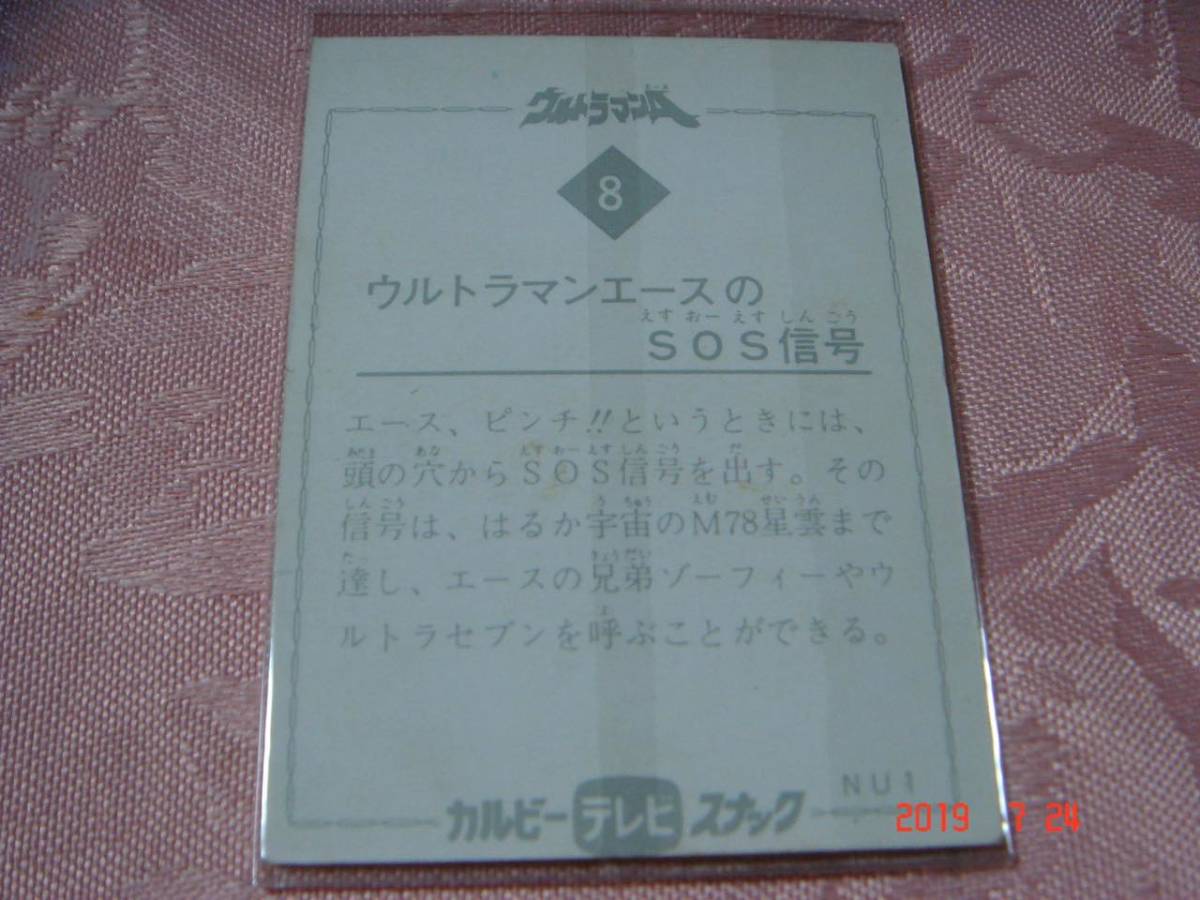 ウルトラマンA
8
ウルトラマンエースの
えす おー えす しん ごう
SOS信号
エース、ピンチ!!というときには、
あたま あな えす おー えす しん ごう だ
頭の穴からSOS信号を出す。その
しん ごう う ちゅう えむ せい うん
信号は、はるか宇宙のM78星雲まで
たっ きょうだい
達し、エースの兄弟ゾーフィーやウ
よ
ルトラセブンを呼ぶことができる。
NU1
カルビーテレビスナック
2019 7 24